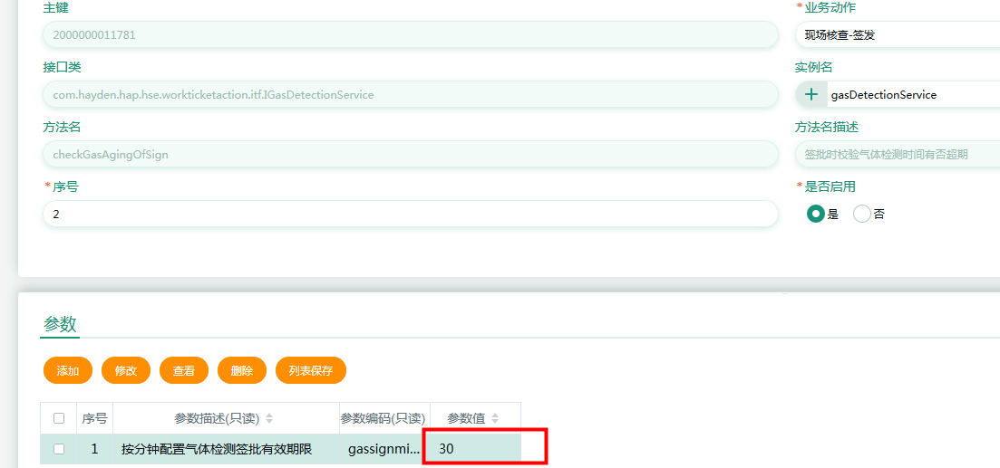 主键
*业务动作
2000000011781
现场核查-签发
接口类
实例名
com.hayden.hap.hse.workticketaction.itf.IGasDetectionService
+ gasDetectionService
方法名
方法名描述
checkGasAgingOfSign
签批时校验气体检测时间有否超期
*序号
*是否启用
2
是 否
参数
添加 修改 查看 删除 列表保存
序号 参数描述(只读) 参数编码(只读) 参数值
1 按分钟配置气体检测签批有效期限 gassignmi... 30